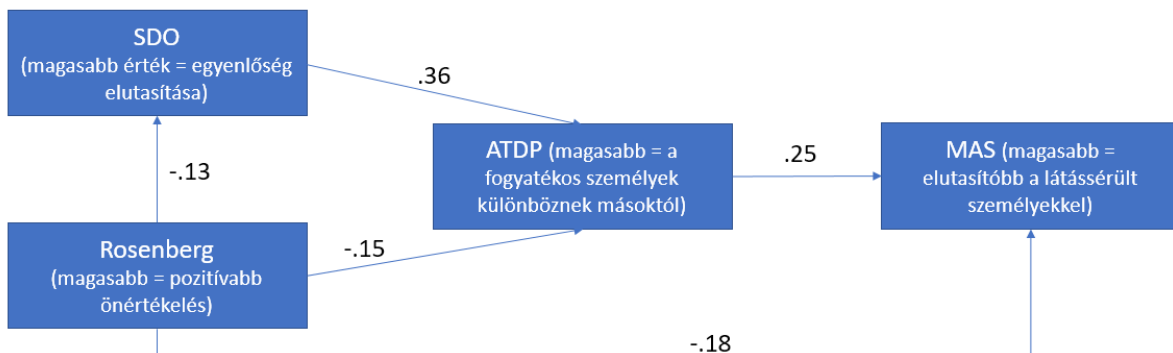 SDO
(magasabb érték = egyenlőség
elutasítása)
.36
ATDP (magasabb = a
fogyatékos személyek
különböznek másoktól)
.25
MAS (magasabb =
elutasítóbb a látássérült
személyekkel)
-.13
Rosenberg
(magasabb = pozitívabb
önértékelés)
-.15
-.18